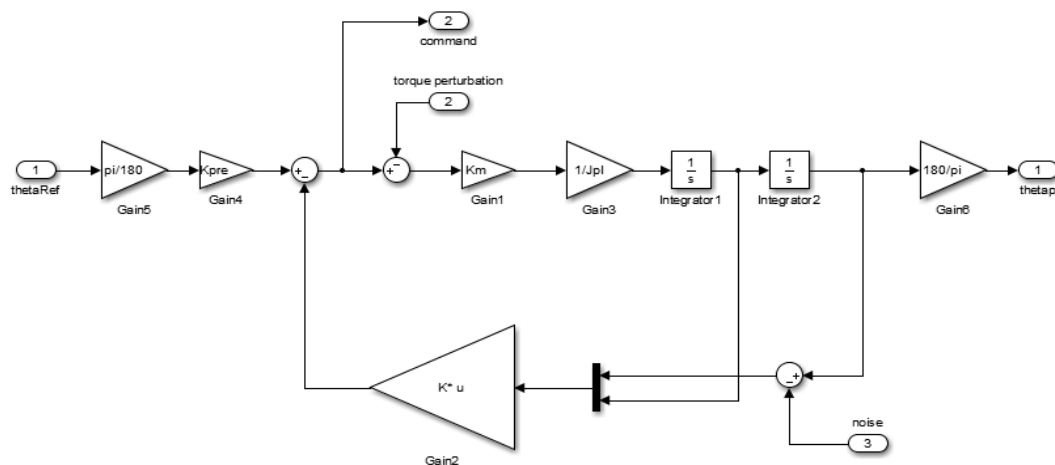 2
command
torque perturbation
2
1
thetaRef
pi/180
Gain5
Kpre
Gain4
+
−
+
−
Km
Gain1
1/Jpl
Gain3
1
s
Integrator1
1
s
Integrator2
180/pi
Gain6
1
thetap
K* u
Gain2
−
+
noise
3